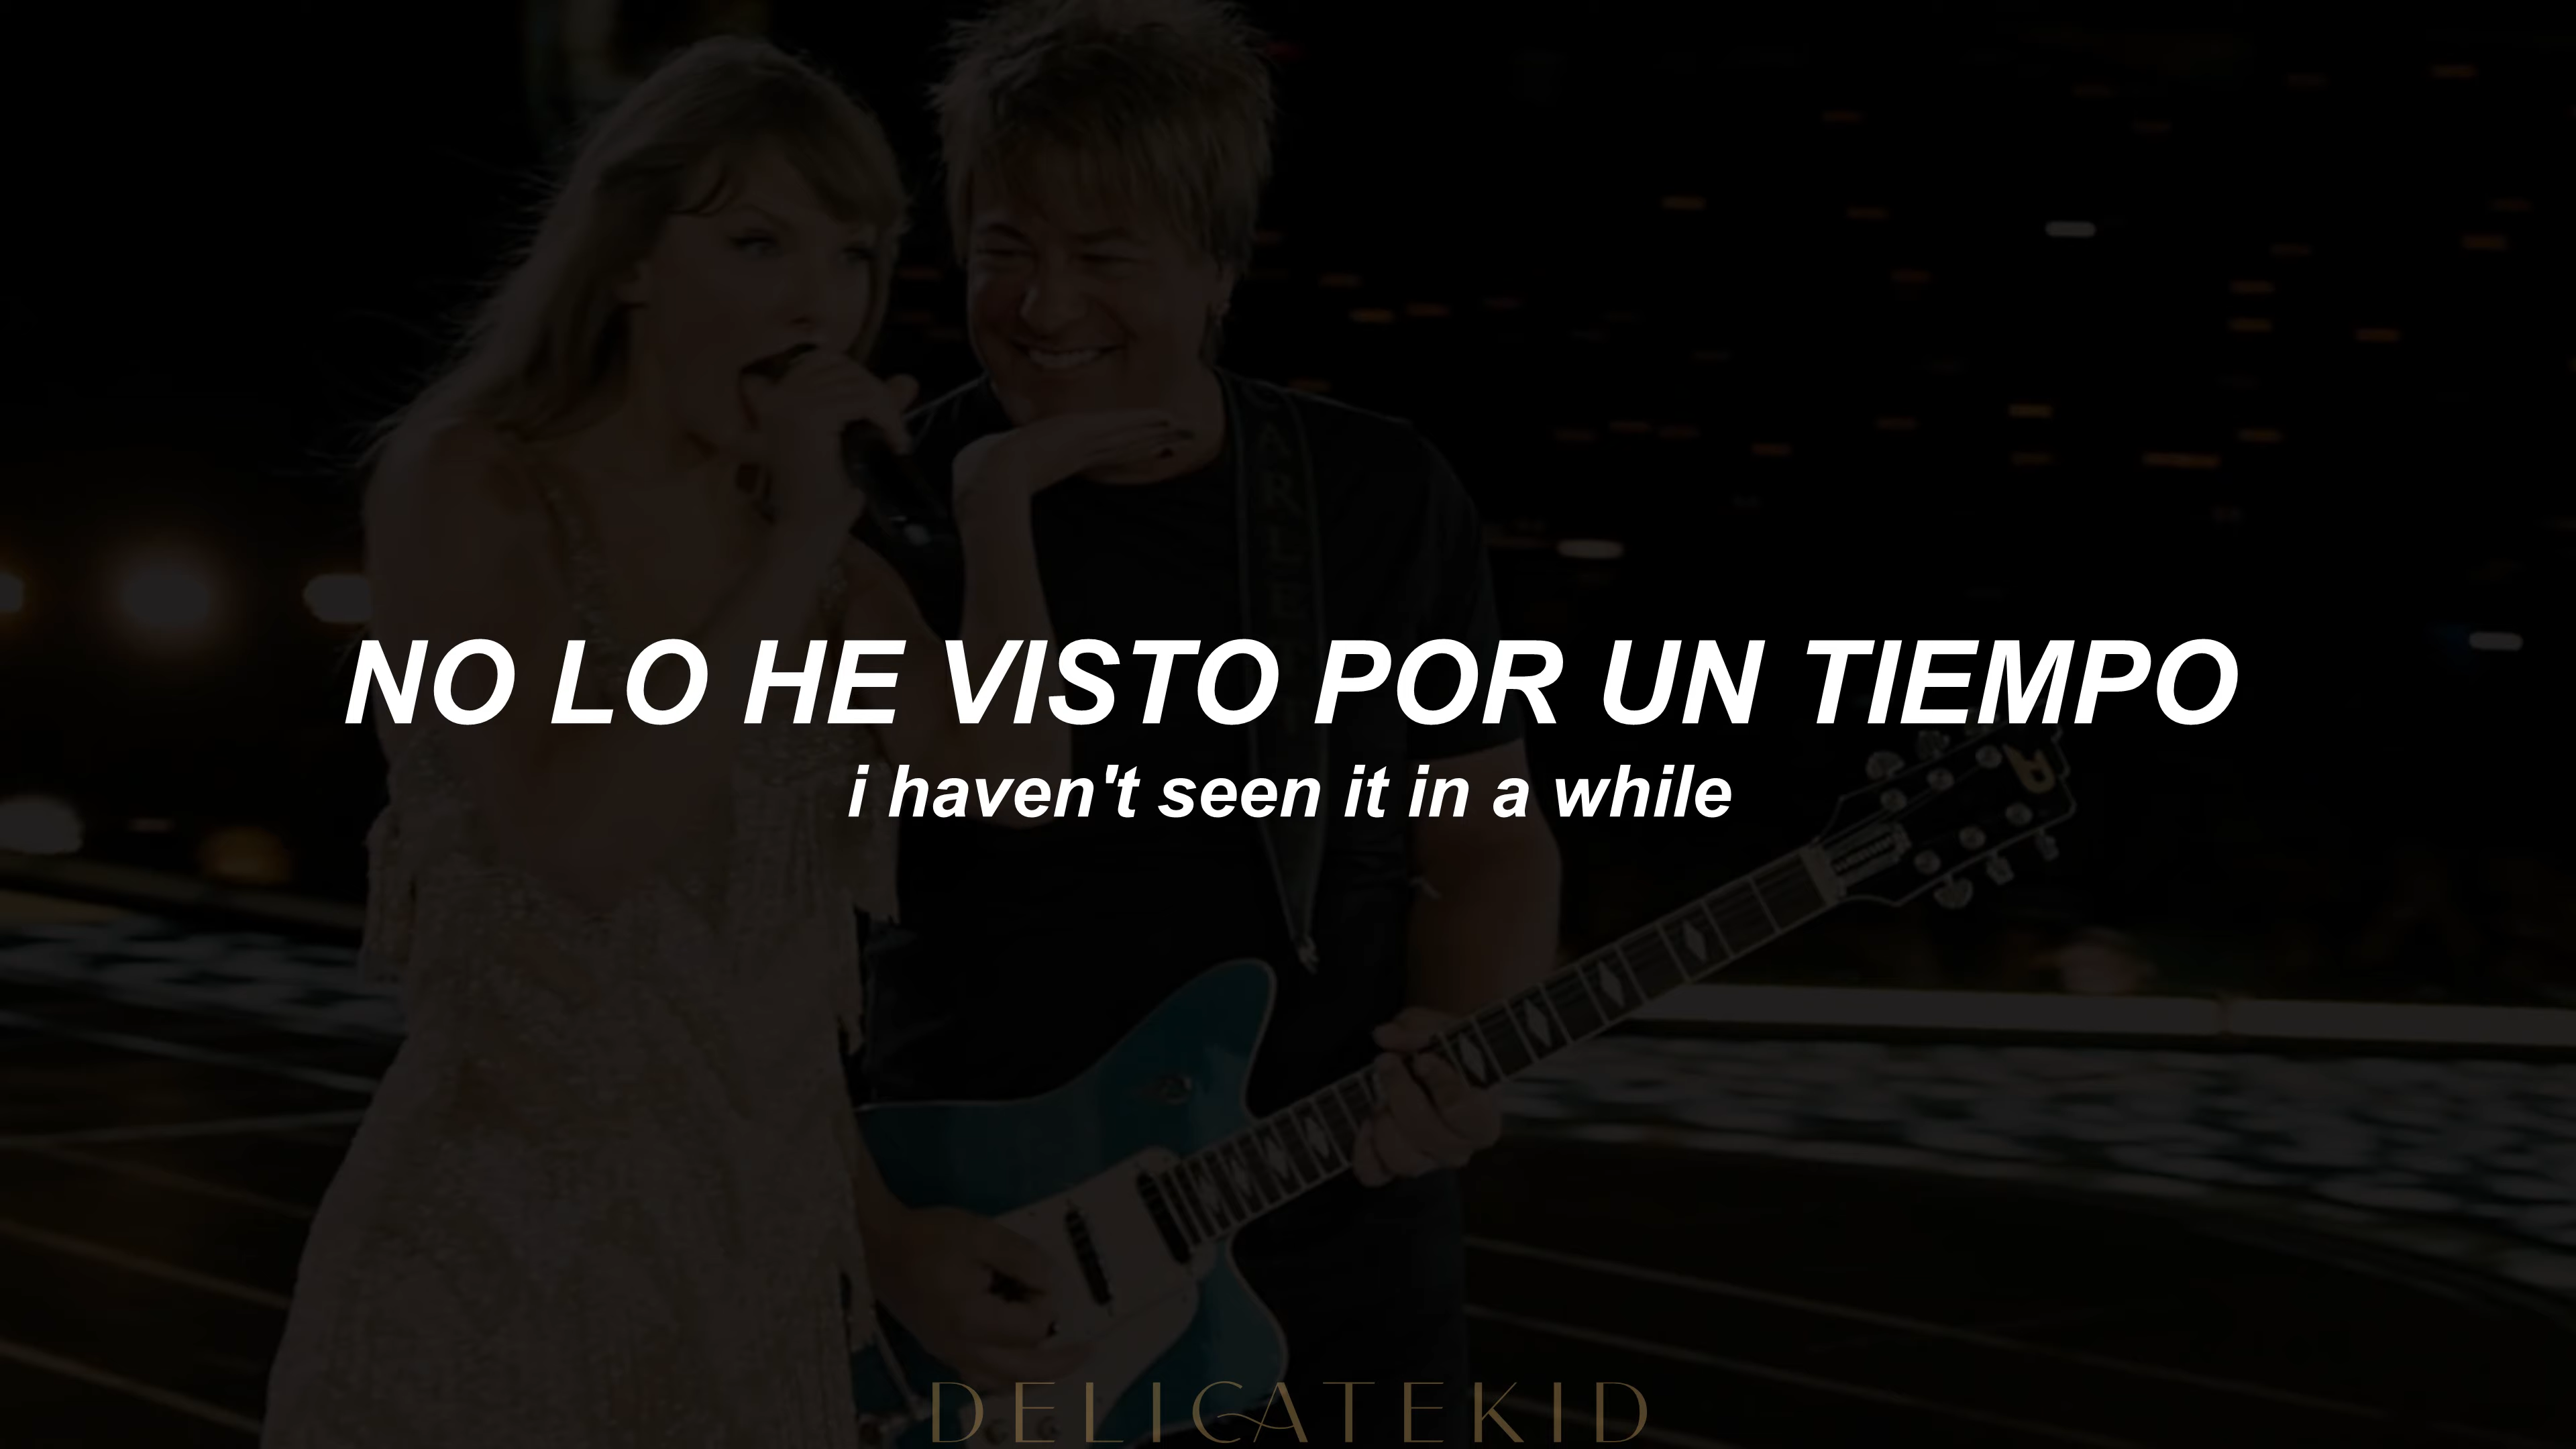 NO LO HE VISTO POR UN TIEMPO
i haven't seen it in a while
DELICATEKID